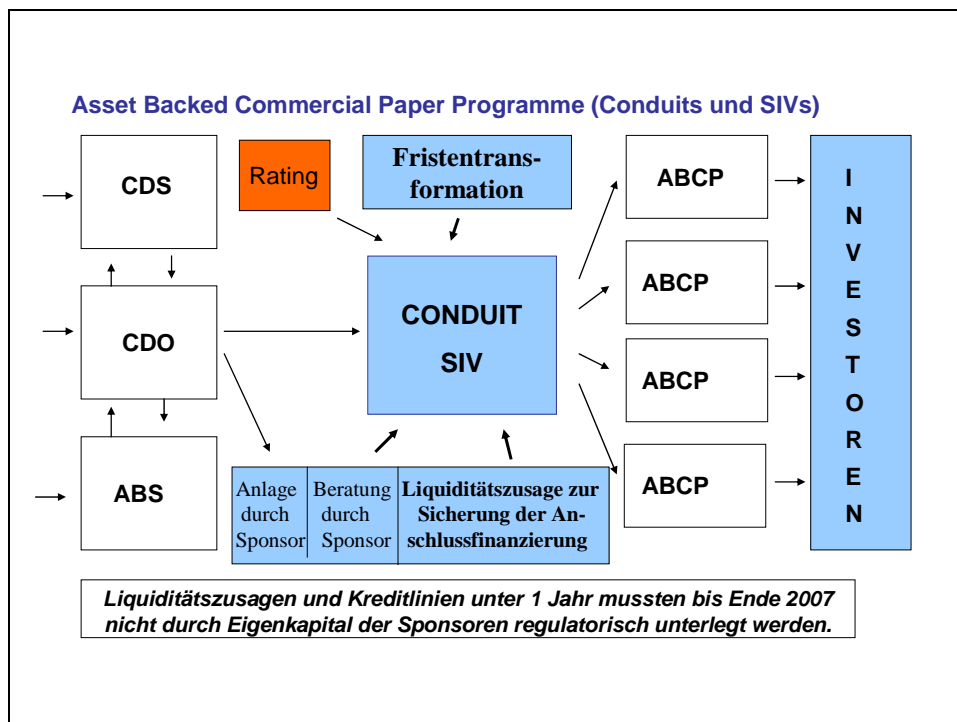 Asset Backed Commercial Paper Programme (Conduits und SIVs)
CDS
Rating
Fristentrans-
formation
ABCP
CDO
CONDUIT
SIV
ABCP
ABCP
ABS
Anlage
durch
Sponsor
Beratung
durch
Sponsor
Liquiditätszusage zur
Sicherung der An-
schlussfinanzierung
ABCP
I
N
V
E
S
T
O
R
E
N
Liquiditätszusagen und Kreditlinien unter 1 Jahr mussten bis Ende 2007
nicht durch Eigenkapital der Sponsoren regulatorisch unterlegt werden.